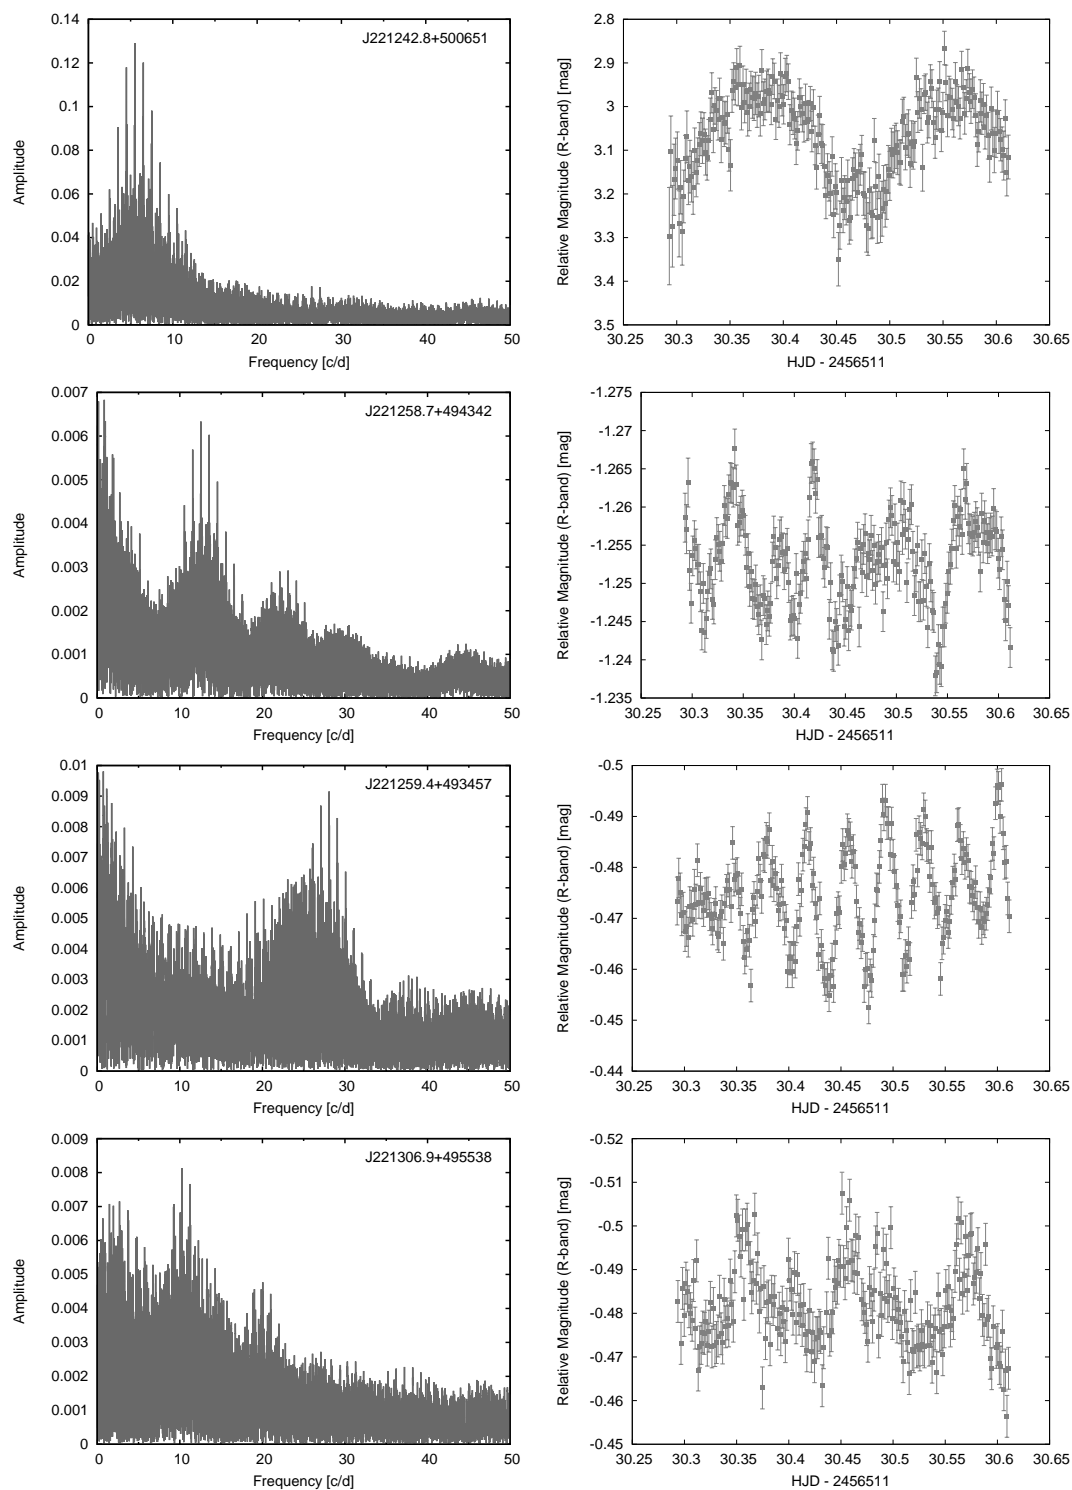 J221242.8+500651
Amplitude
0.14
0.12
0.1
0.08
0.06
0.04
0.02
0
0 10 20 30 40 50
Frequency [c/d]
Relative Magnitude (R-band) [mag]
2.8
2.9
3
3.1
3.2
3.3
3.4
3.5
30.25 30.3 30.35 30.4 30.45 30.5 30.55 30.6 30.65
HJD - 2456511
J221258.7+494342
Amplitude
0.007
0.006
0.005
0.004
0.003
0.002
0.001
0
0 10 20 30 40 50
Frequency [c/d]
Relative Magnitude (R-band) [mag]
-1.275
-1.27
-1.265
-1.26
-1.255
-1.25
-1.245
-1.24
-1.235
30.25 30.3 30.35 30.4 30.45 30.5 30.55 30.6 30.65
HJD - 2456511
J221259.4+493457
Amplitude
0.01
0.009
0.008
0.007
0.006
0.005
0.004
0.003
0.002
0.001
0
0 10 20 30 40 50
Frequency [c/d]
Relative Magnitude (R-band) [mag]
-0.5
-0.49
-0.48
-0.47
-0.46
-0.45
-0.44
30.25 30.3 30.35 30.4 30.45 30.5 30.55 30.6 30.65
HJD - 2456511
J221306.9+495538
Amplitude
0.009
0.008
0.007
0.006
0.005
0.004
0.003
0.002
0.001
0
0 10 20 30 40 50
Frequency [c/d]
Relative Magnitude (R-band) [mag]
-0.52
-0.51
-0.5
-0.49
-0.48
-0.47
-0.46
-0.45
30.25 30.3 30.35 30.4 30.45 30.5 30.55 30.6 30.65
HJD - 2456511